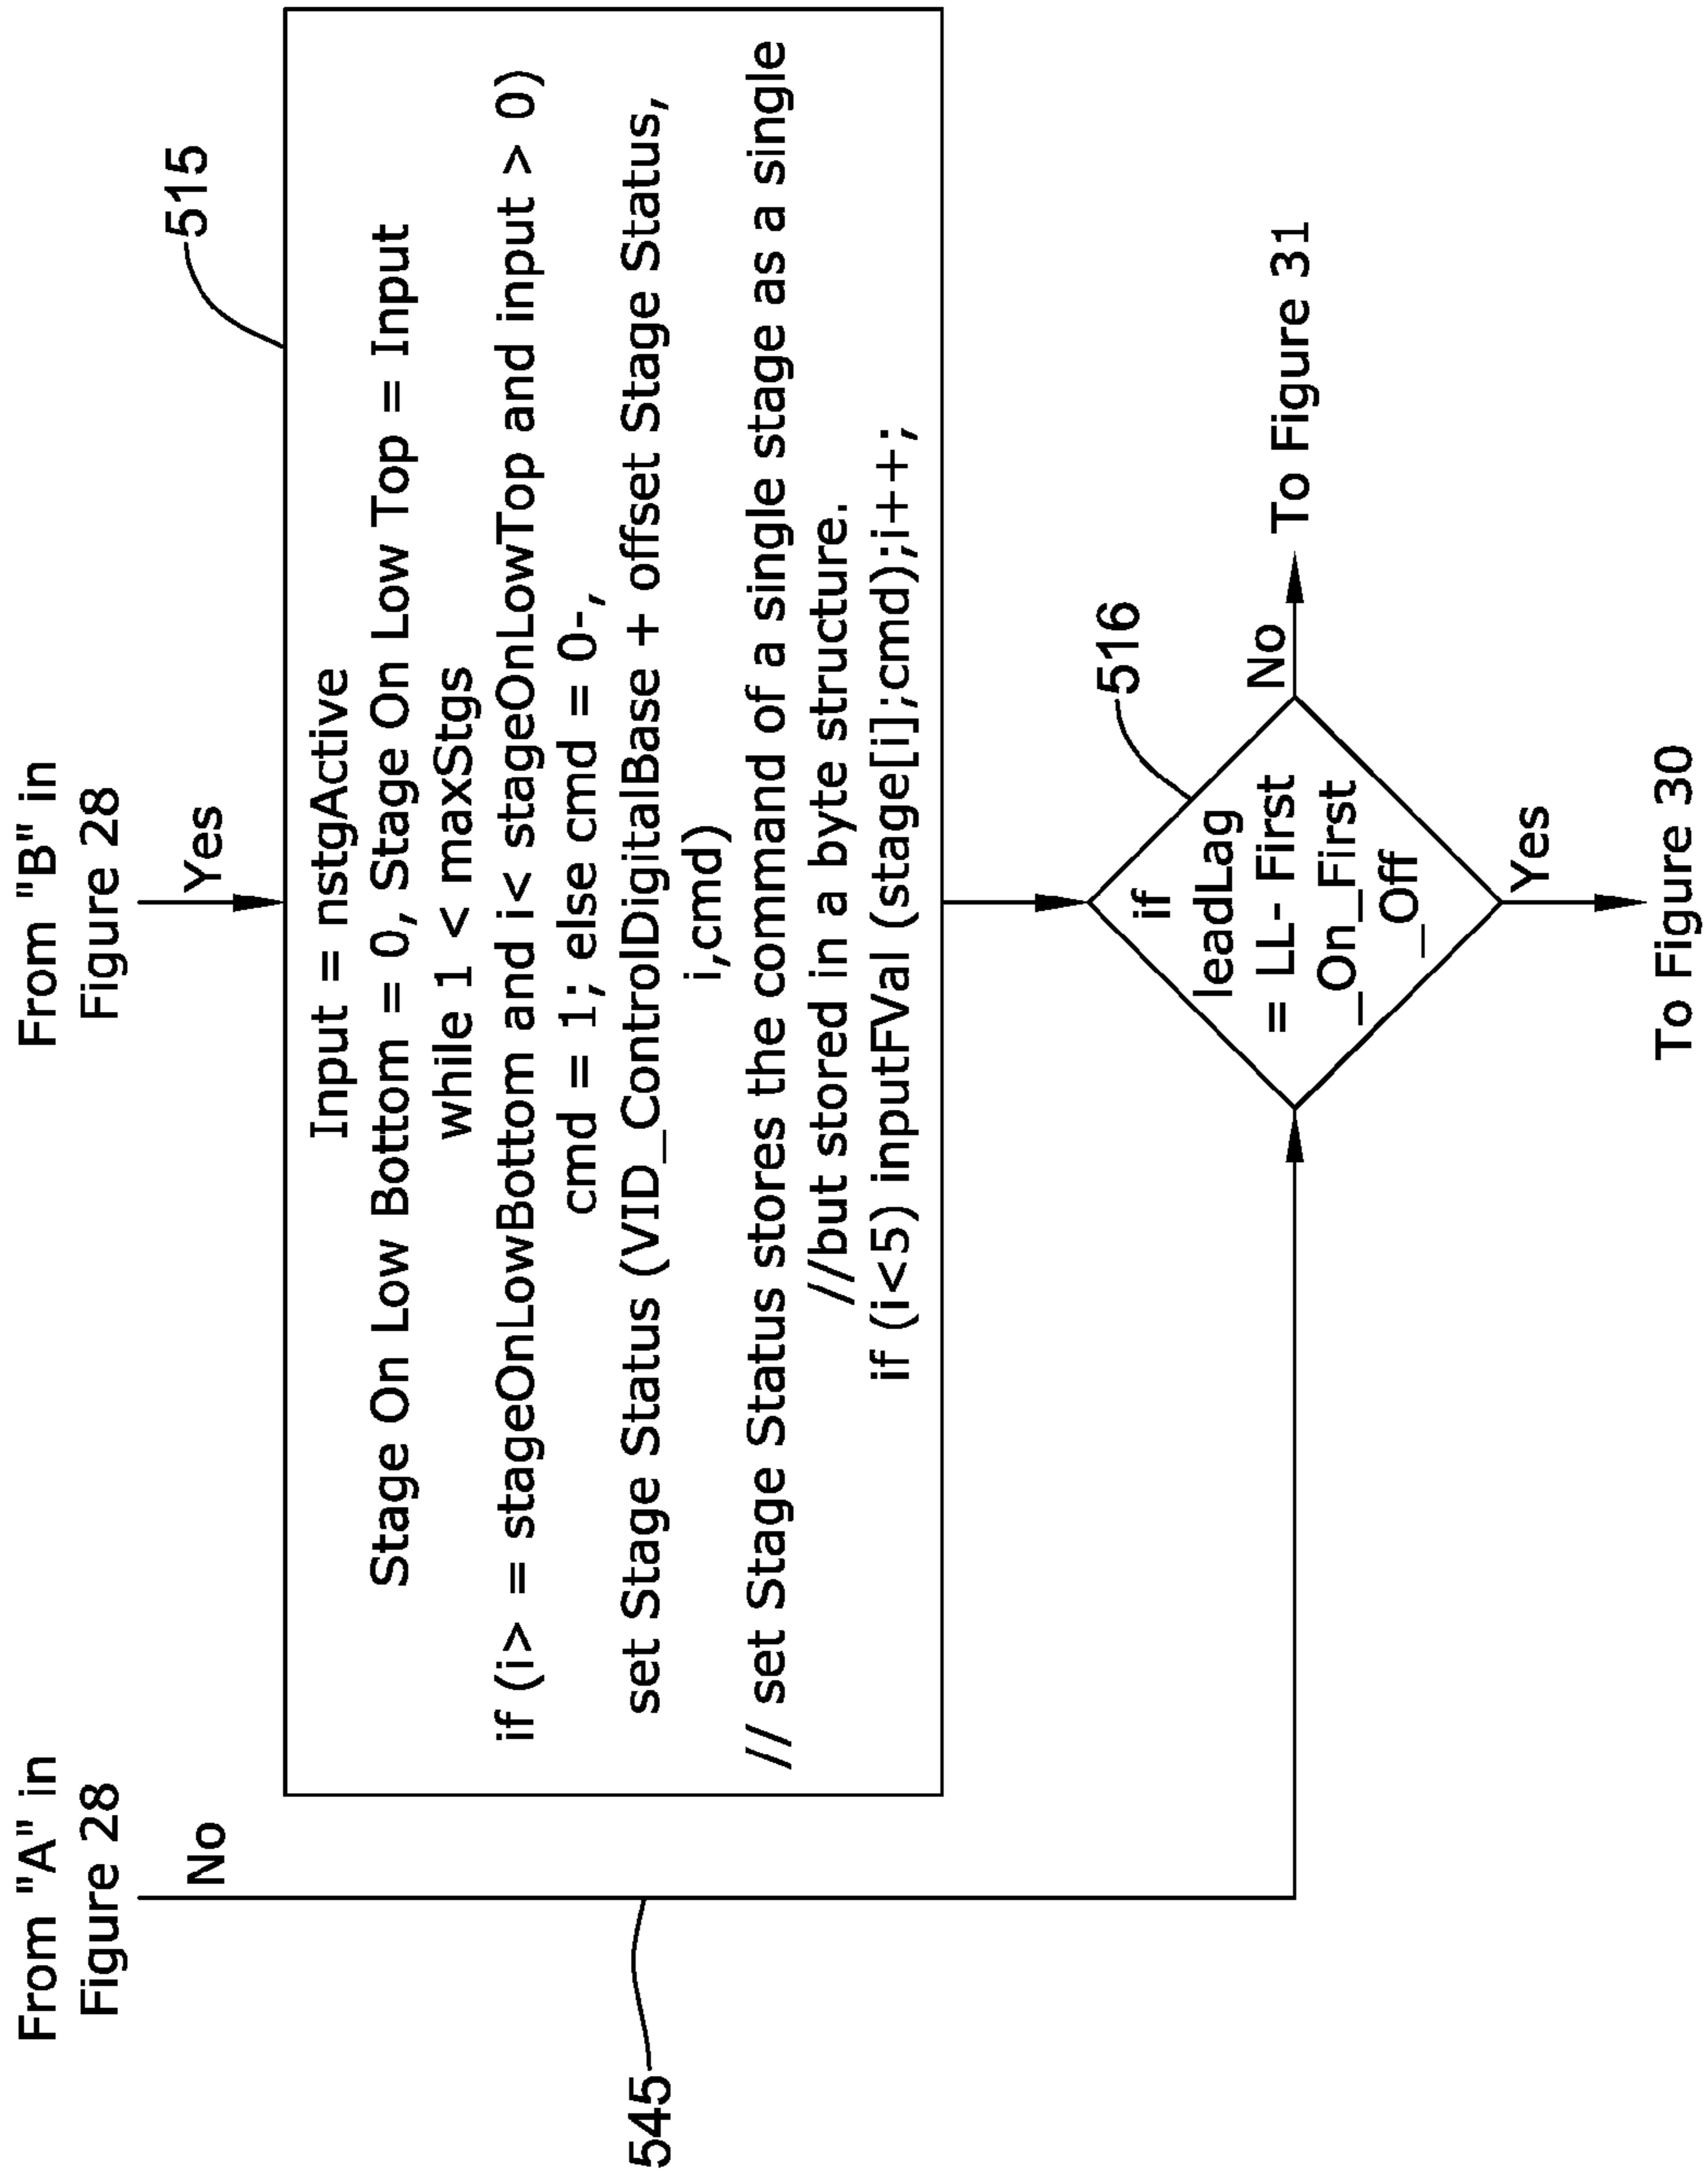 From "A" in
Figure 28
No
545
From "B" in
Figure 28
Yes
515
Input = nstgActive
Stage On Low Bottom = 0, Stage On Low Top = Input
while 1 < maxStgs
if (i> = stageOnLowBottom and i< stageOnLowTop and input > 0)
cmd = 1; else cmd = 0-,
set Stage Status (VID_ControlDigitalBase + offset Stage Status,
i,cmd)
// set Stage Status stores the command of a single stage as a single
//but stored in a byte structure.
if ((i<5) inputFVal (stage[i];cmd);i++;
516
if
leadLag
= LL- First
_On_First
_Off
No
To Figure 31
Yes
To Figure 30